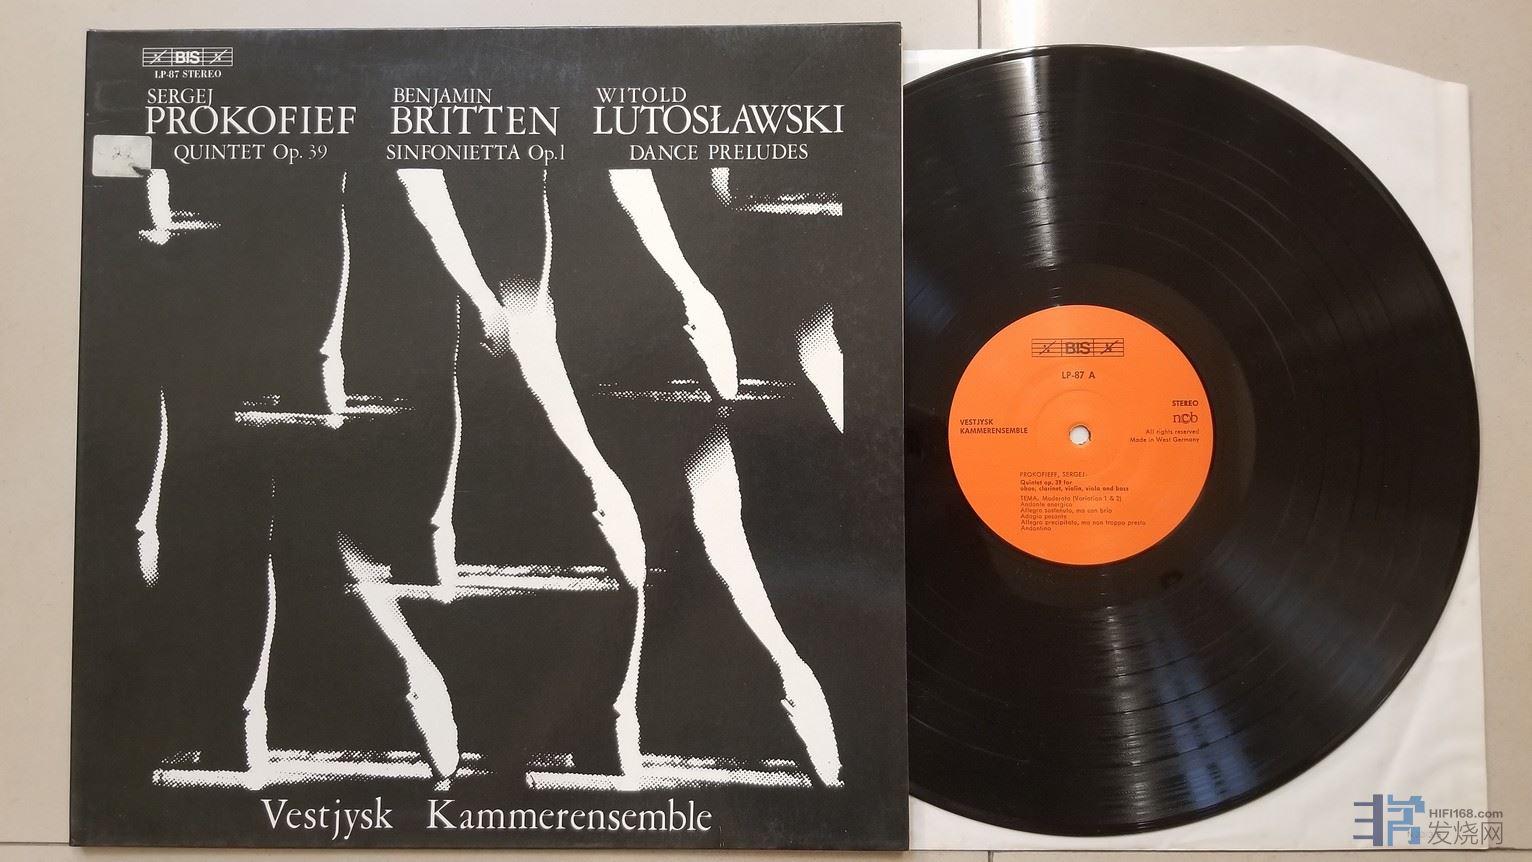 BIS
LP-87 STEREO
SERGEJ
PROKOFIEF
QUINTET Op. 39
BENJAMIN
BRITTEN
SINFONIETTA Op.1
WITOLD
LUTOSŁAWSKI
DANCE PRELUDES
Vestjysk Kammerensemble
BIS
LP-87 A
VESTJYSK
KAMMERENSEMBLE
STEREO
ncb
All rights reserved
Made in West Germany
PROKOFIEFF, SERGEJ:
Quintet op. 39 for
oboe, clarinet, violin, viola and bass
TEMA. Moderato (Variation 1 & 2)
Andante energico
Allegro sostenuto, ma con brio
Adagio pesante
Allegro precipitato, ma non troppo presto
Andantino
HIFI168.com
发烧网